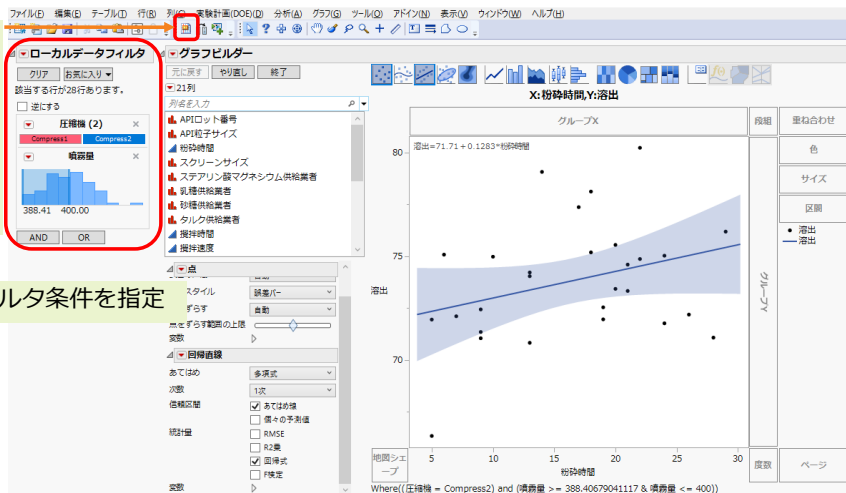 ファイル(F) 編集(E) テーブル(T) 行(R) 列(C) 実験計画(DOE)(D) 分析(A) グラフ(G) ツール(O) アドイン(N) 表示(V) ウインドウ(W) ヘルプ(H)
ローカルデータフィルタ
クリア お気に入り
該当する行が28行あります。
逆にする
圧縮機 (2)
Compress1 Compress2
噴霧量
388.41 400.00
AND OR
ルタ条件を指定
グラフビルダー
元に戻す やり直し 終了
21列
列名を入力
APIロット番号
API粒子サイズ
粉砕時間
スクリーンサイズ
ステアリン酸マグネシウム供給業者
乳糖供給業者
砂糖供給業者
タルク供給業者
撹拌時間
撹拌速度
点
スタイル 誤差バー
ずらす 自動
点をずらす範囲の上限
変数
回帰直線
あてはめ 多項式
次数 1次
信頼区間 あてはめ線
個々の予測値
統計量 RMSE
R2乗
回帰式
F検定
変数
X:粉砕時間,Y:溶出
グループX
段組
重ね合わせ
色
サイズ
区間
溶出
溶出
溶出=71.71+0.1283*粉砕時間
80
75
70
溶出
グループY
5 10 15 20 25 30
粉砕時間
地図シェープ
度数
ページ
Where((圧縮機 = Compress2) and (噴霧量 >= 388.40679041117 & 噴霧量 <= 400))